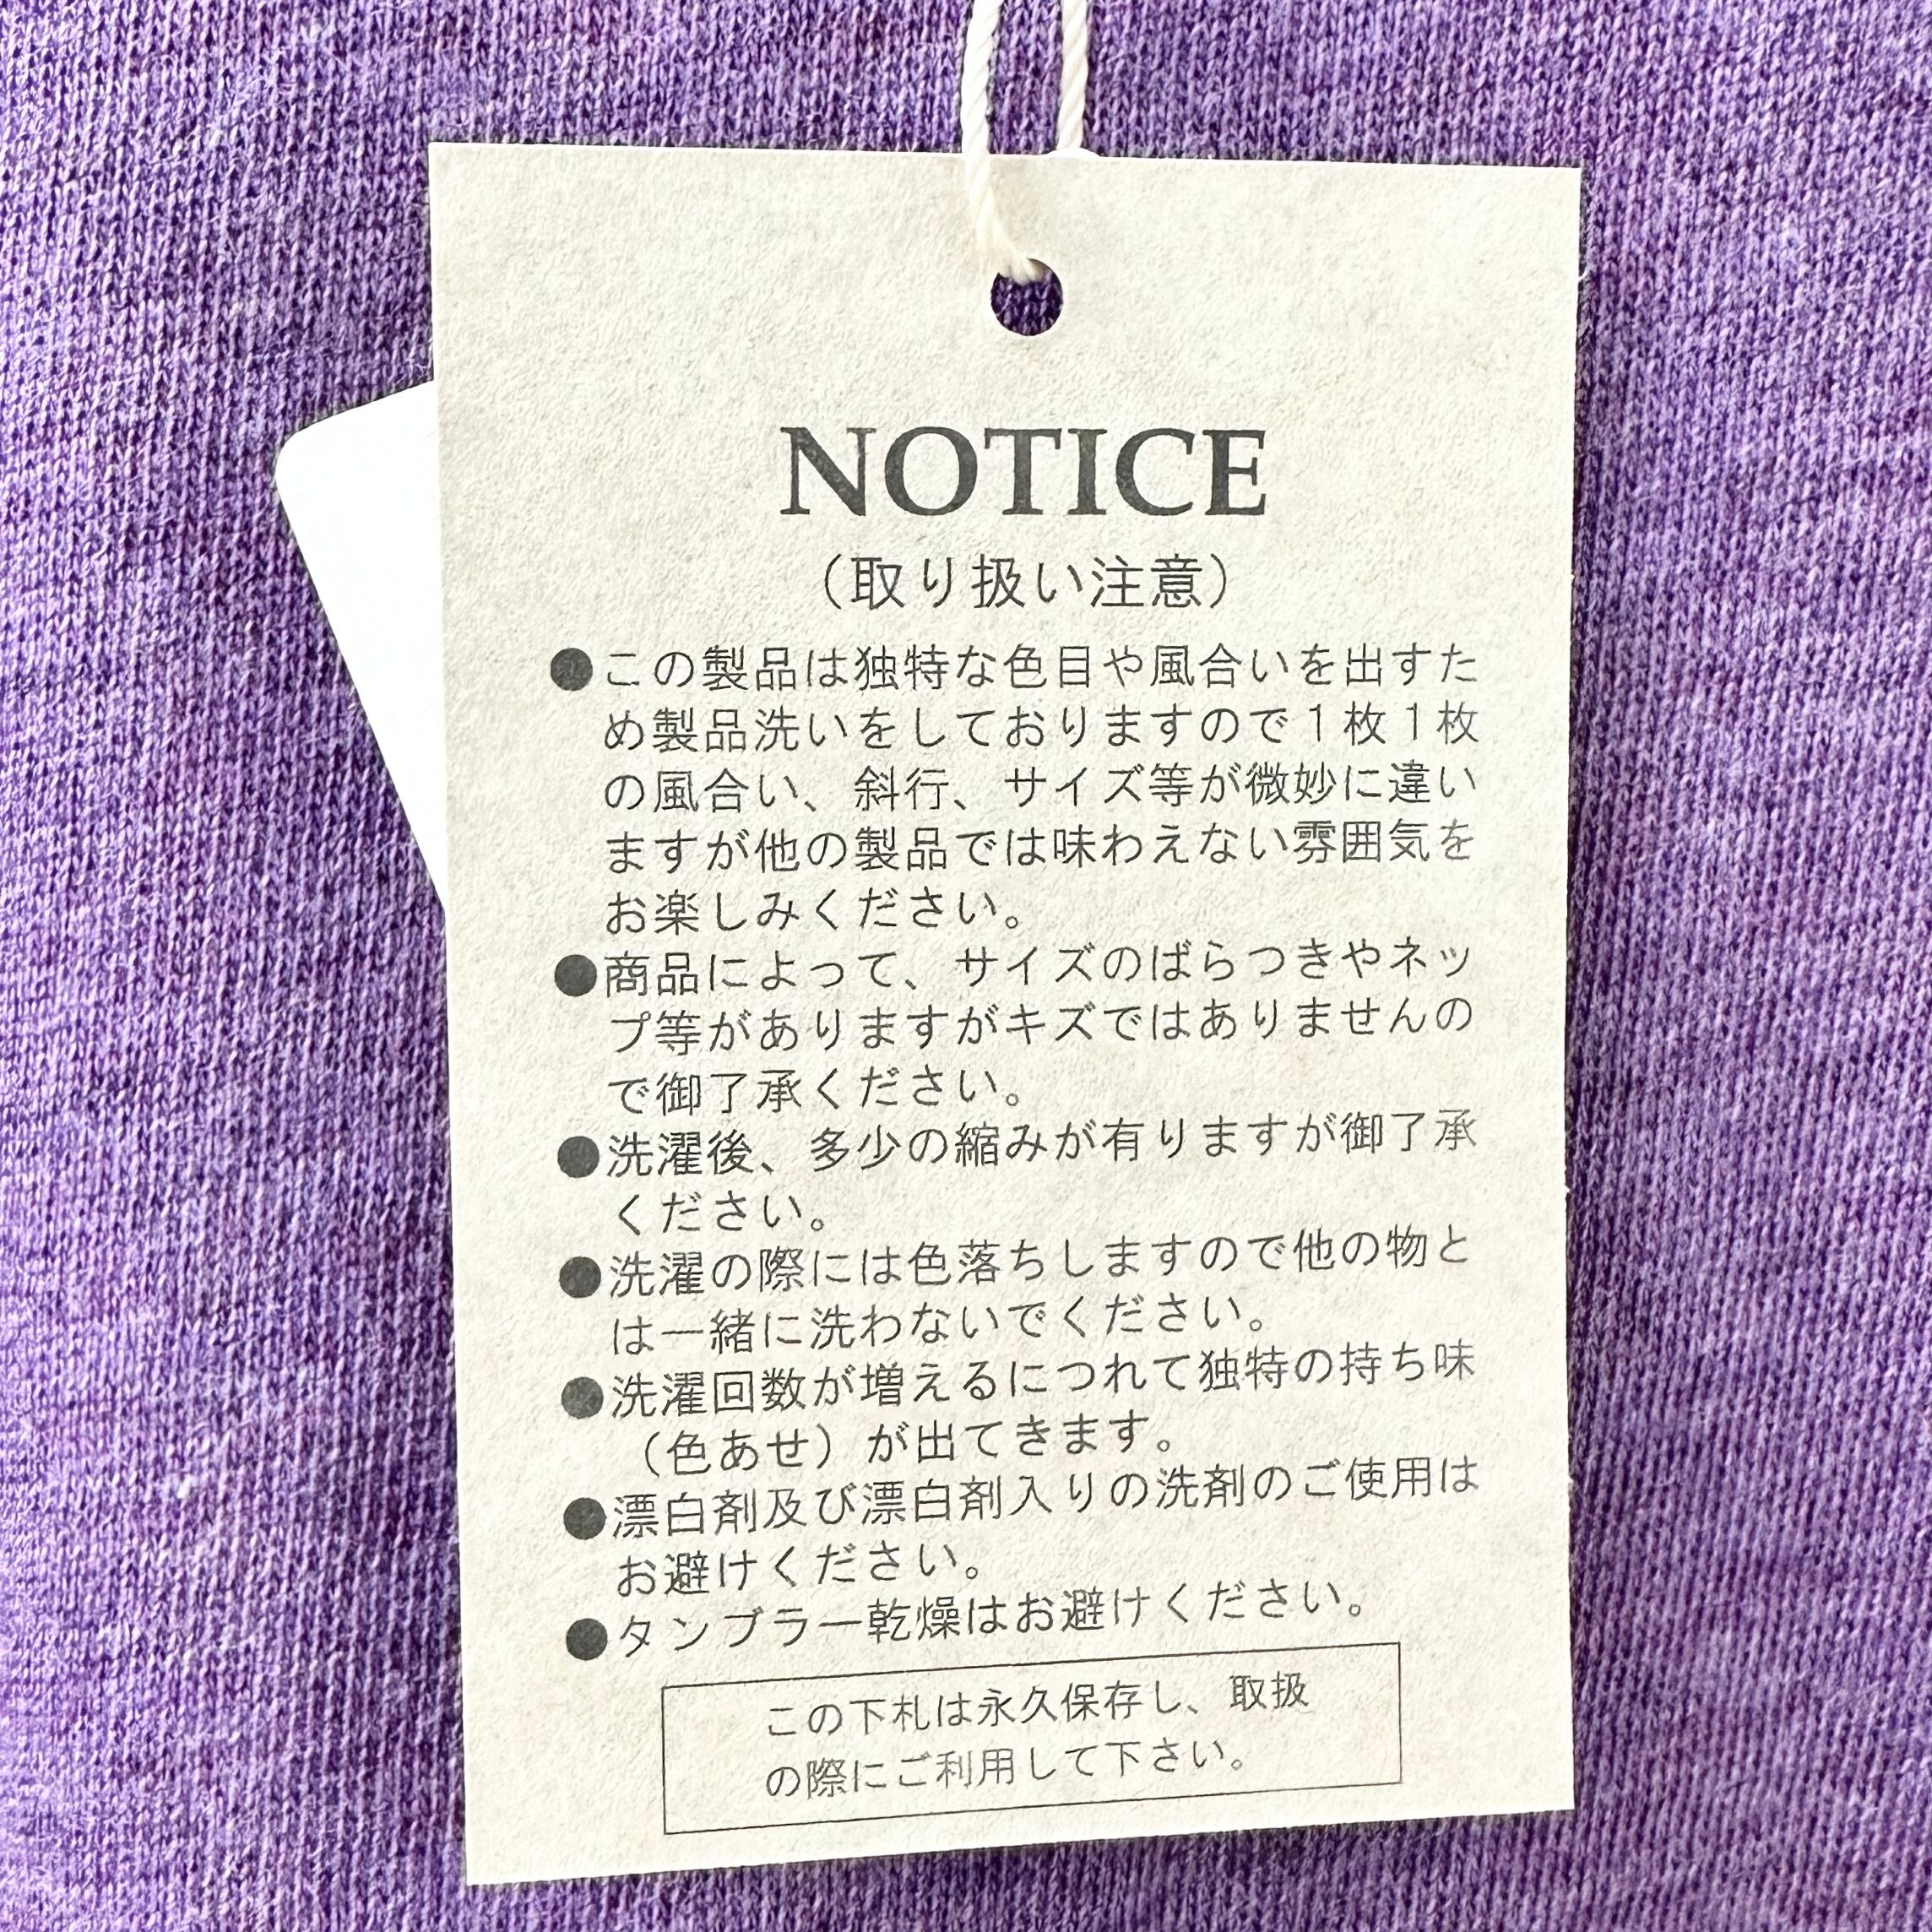 NOTICE
（取り扱い注意）
●この製品は独特な色目や風合いを出すた
め製品洗いをしておりますので１枚１枚
の風合い、斜行、サイズ等が微妙に違い
ますが他の製品では味わえない雰囲気を
お楽しみください。
●商品によって、サイズのばらつきやネッ
プ等がありますがキズではありませんの
で御了承ください。
●洗濯後、多少の縮みが有りますが御了承
ください。
●洗濯の際には色落ちしますので他の物と
は一緒に洗わないでください。
●洗濯回数が増えるにつれて独特の持ち味
（色あせ）が出てきます。
●漂白剤及び漂白剤入りの洗剤のご使用は
お避けください。
●タンブラー乾燥はお避けください。
この下札は永久保存し、取扱
の際にご利用して下さい。